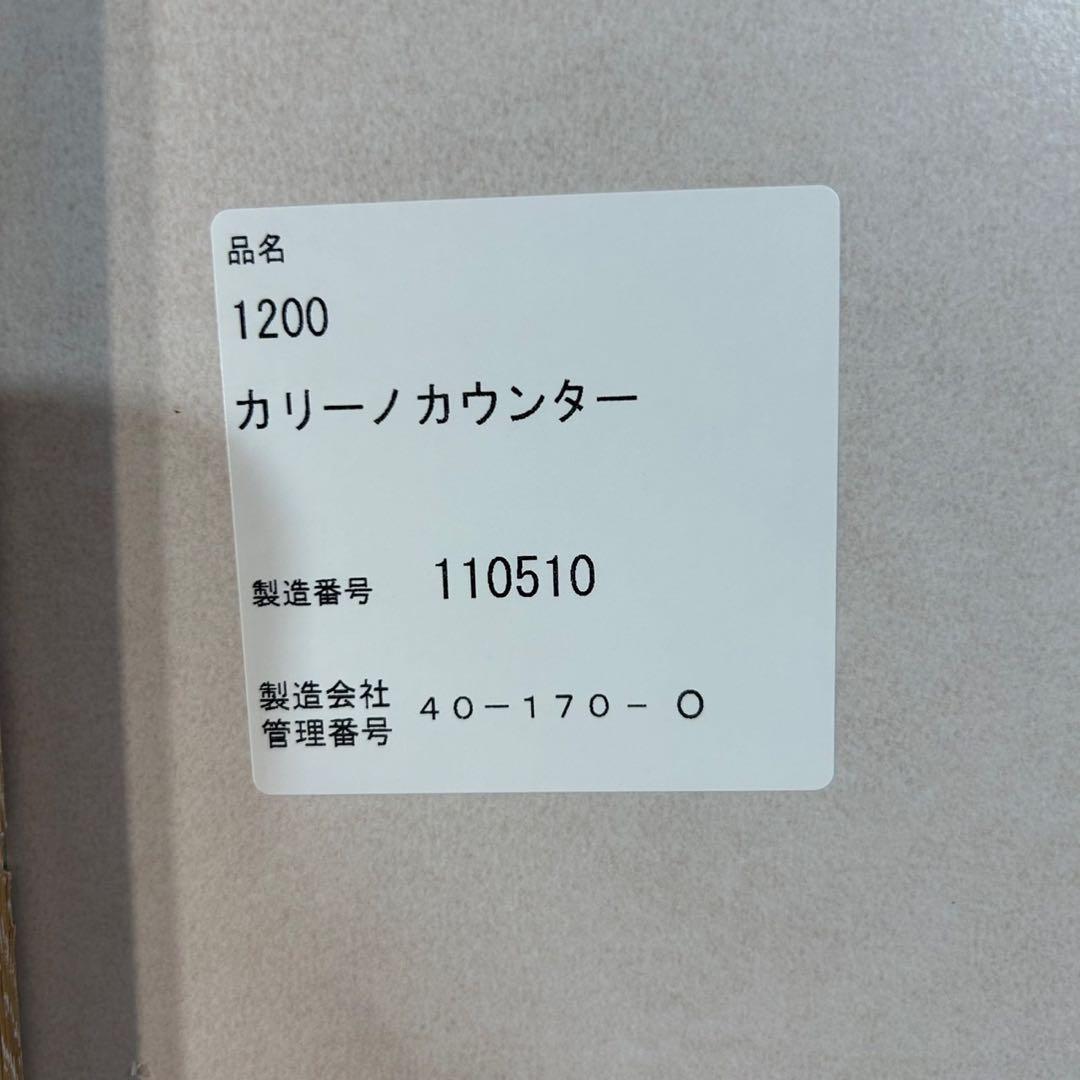 品名
1200
カリーノカウンター
製造番号 110510
製造会社
管理番号 40-170- O